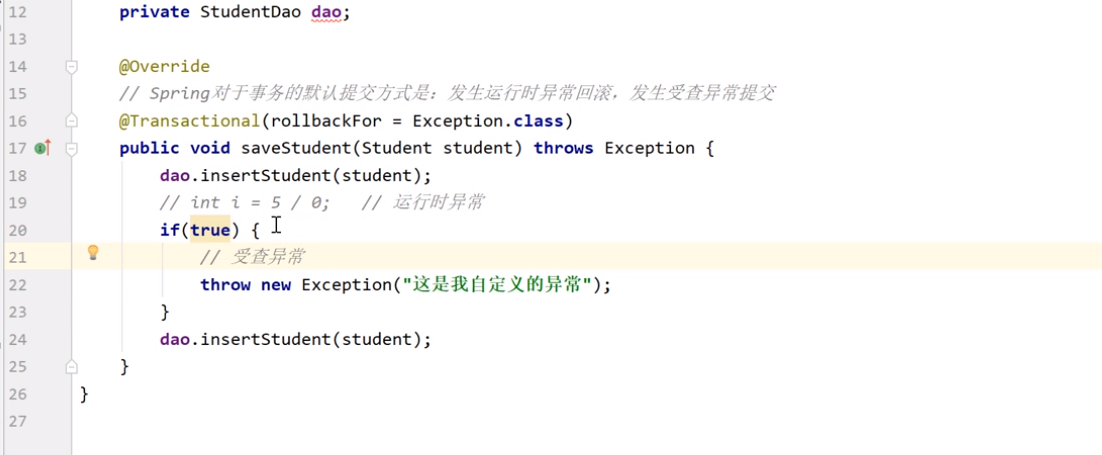 12 private StudentDao dao;
13
14 @Override
15 // Spring对于事务的默认提交方式是：发生运行时异常回滚，发生受查异常提交
16 @Transactional(rollbackFor = Exception.class)
17 public void saveStudent(Student student) throws Exception {
18 dao.insertStudent(student);
19 // int i = 5 / 0; // 运行时异常
20 if(true) {
21 // 受查异常
22 throw new Exception("这是我自定义的异常");
23 }
24 dao.insertStudent(student);
25 }
26 }
27